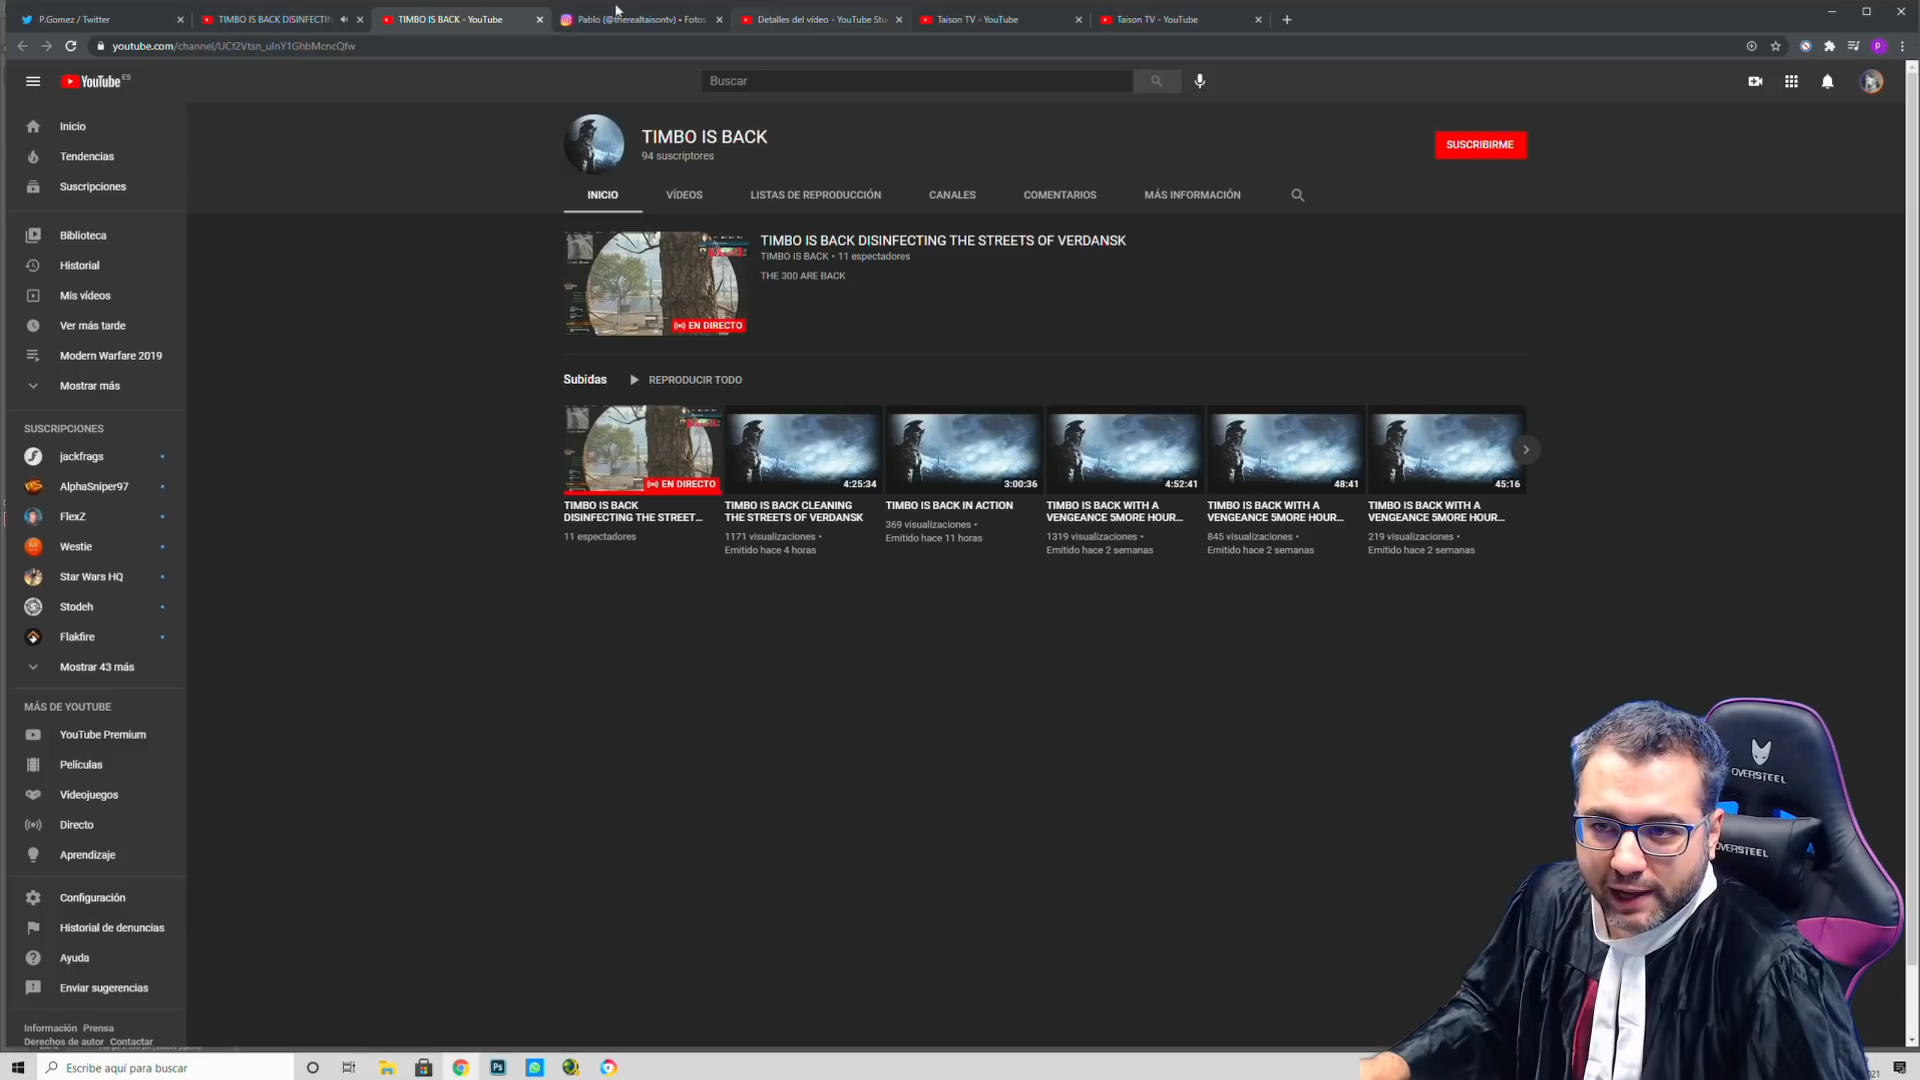 P.Gomez / Twitter
TIMBO IS BACK DISINFECTIN
TIMBO IS BACK - YouTube
Pablo (@therealtaisontv) • Fotos
Detalles del vídeo - YouTube Stu
Taison TV - YouTube
Taison TV - YouTube
youtube.com/channel/UCf2Vtsn_uInY1GhbMcncQfw
P
YouTube ES
Buscar
Inicio
Tendencias
Suscripciones
Biblioteca
Historial
Mis vídeos
Ver más tarde
Modern Warfare 2019
Mostrar más
SUSCRIPCIONES
jackfrags
AlphaSniper97
FlexZ
Westie
Star Wars HQ
Stodeh
Flakfire
Mostrar 43 más
MÁS DE YOUTUBE
YouTube Premium
Películas
Videojuegos
Directo
Aprendizaje
Configuración
Historial de denuncias
Ayuda
Enviar sugerencias
Información Prensa
Derechos de autor Contactar
TIMBO IS BACK
94 suscriptores
SUSCRIBIRME
INICIO
VÍDEOS
LISTAS DE REPRODUCCIÓN
CANALES
COMENTARIOS
MÁS INFORMACIÓN
EN DIRECTO
TIMBO IS BACK DISINFECTING THE STREETS OF VERDANSK
TIMBO IS BACK • 11 espectadores
THE 300 ARE BACK
Subidas
REPRODUCIR TODO
EN DIRECTO
TIMBO IS BACK
DISINFECTING THE STREET...
11 espectadores
4:25:34
TIMBO IS BACK CLEANING
THE STREETS OF VERDANSK
1171 visualizaciones •
Emitido hace 4 horas
3:00:36
TIMBO IS BACK IN ACTION
369 visualizaciones •
Emitido hace 11 horas
4:52:41
TIMBO IS BACK WITH A
VENGEANCE 5MORE HOUR...
1319 visualizaciones •
Emitido hace 2 semanas
48:41
TIMBO IS BACK WITH A
VENGEANCE 5MORE HOUR...
845 visualizaciones •
Emitido hace 2 semanas
45:16
TIMBO IS BACK WITH A
VENGEANCE 5MORE HOUR...
219 visualizaciones •
Emitido hace 2 semanas
OVERSTEEL
OVERSTEEL
OVERSTEEL
Escribe aquí para buscar
Ps
021